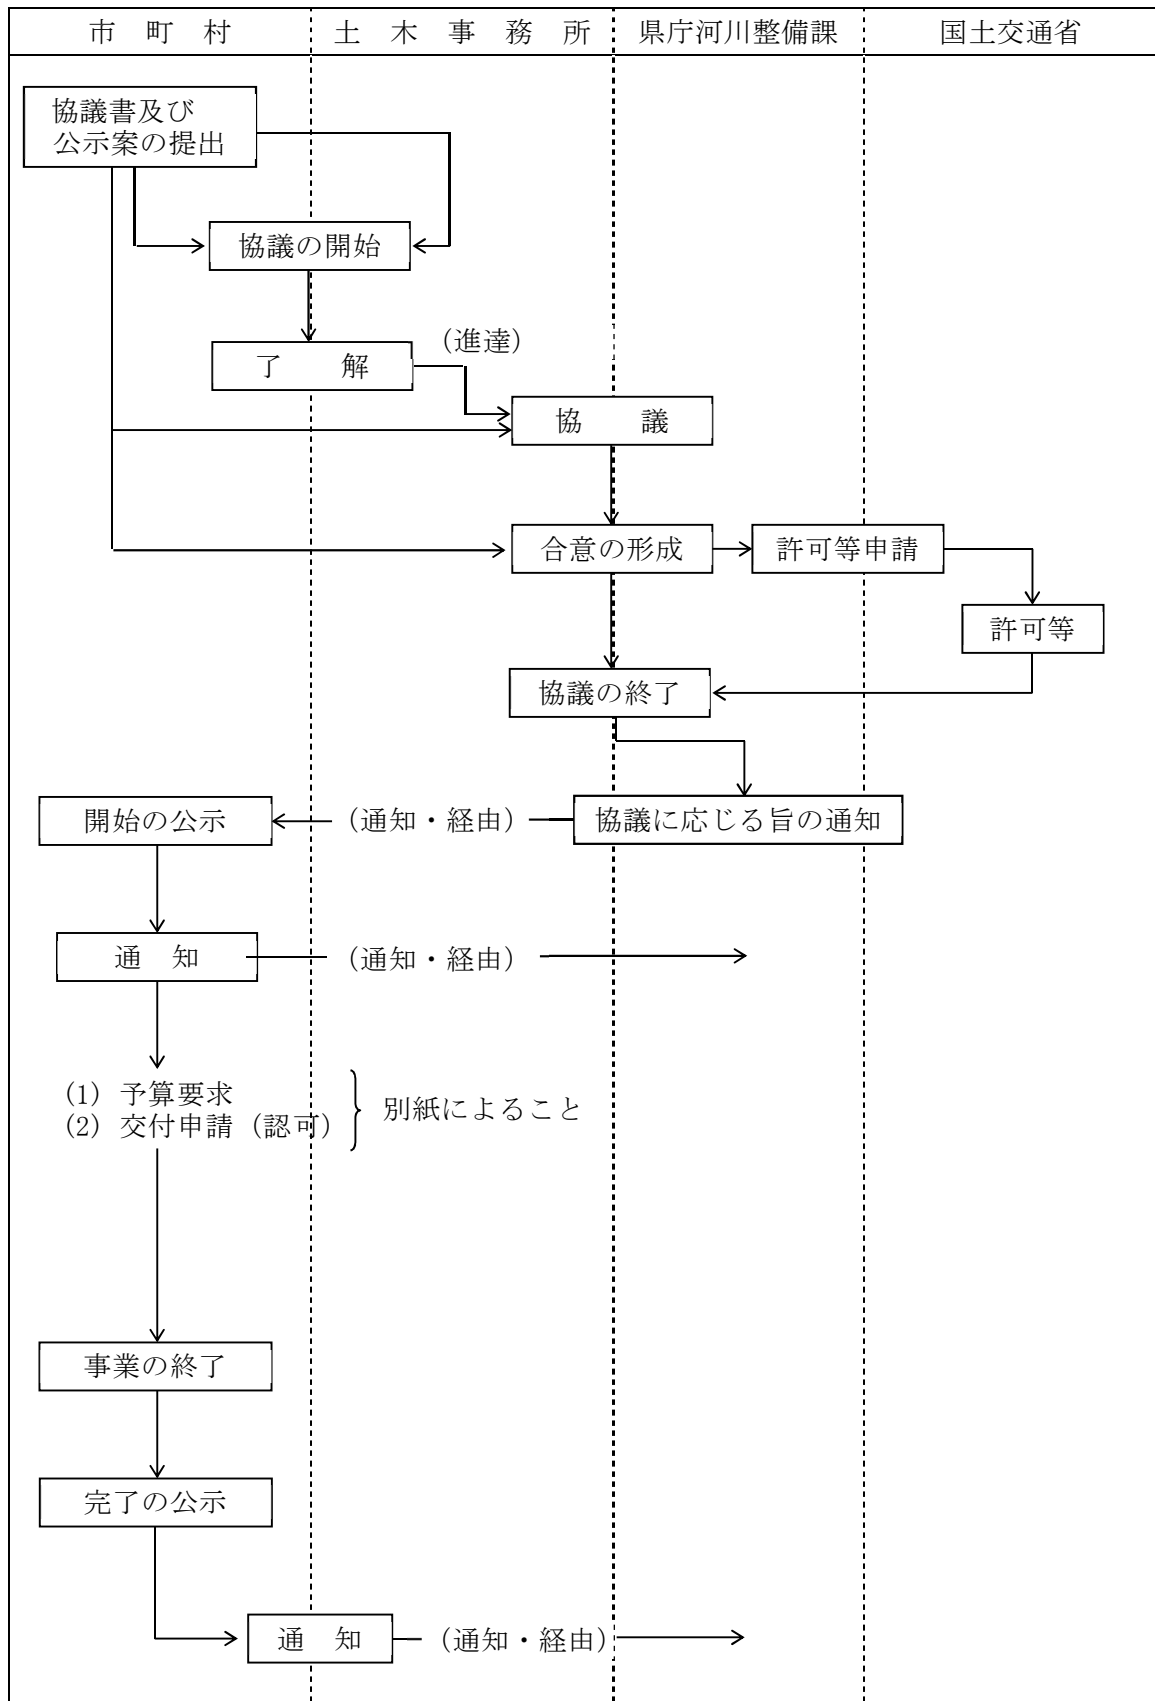 市　町　村
土　木　事　務　所
県庁河川整備課
国土交通省
協議書及び
公示案の提出
協議の開始
了　　解
(進達)
協　　議
合意の形成
許可等申請
許可等
協議の終了
開始の公示
(通知・経由)
協議に応じる旨の通知
通　知
(通知・経由)
(1) 予算要求
(2) 交付申請 (認可)
別紙によること
事業の終了
完了の公示
通　知
(通知・経由)